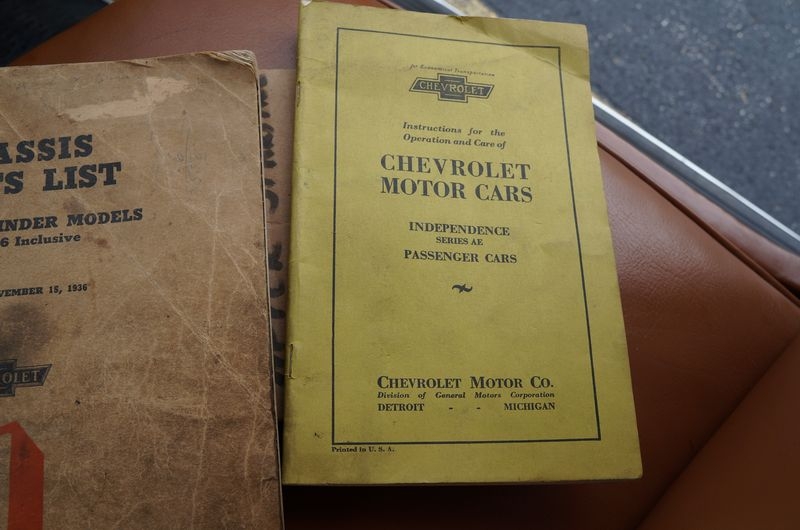 ASSIS
TS LIST
INDER MODELS
6 Inclusive
VEMBER 15, 1936
OLET
for Economical Transportation
CHEVROLET
Instructions for the
Operation and Care of
CHEVROLET
MOTOR CARS
INDEPENDENCE
SERIES AE
PASSENGER CARS
CHEVROLET MOTOR CO.
Division of General Motors Corporation
DETROIT - - MICHIGAN
Printed in U. S. A.